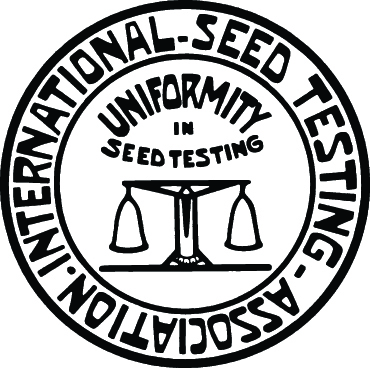 INTERNATIONAL-SEED TESTING-ASSOCIATION.
UNIFORMITY
IN
SEED TESTING